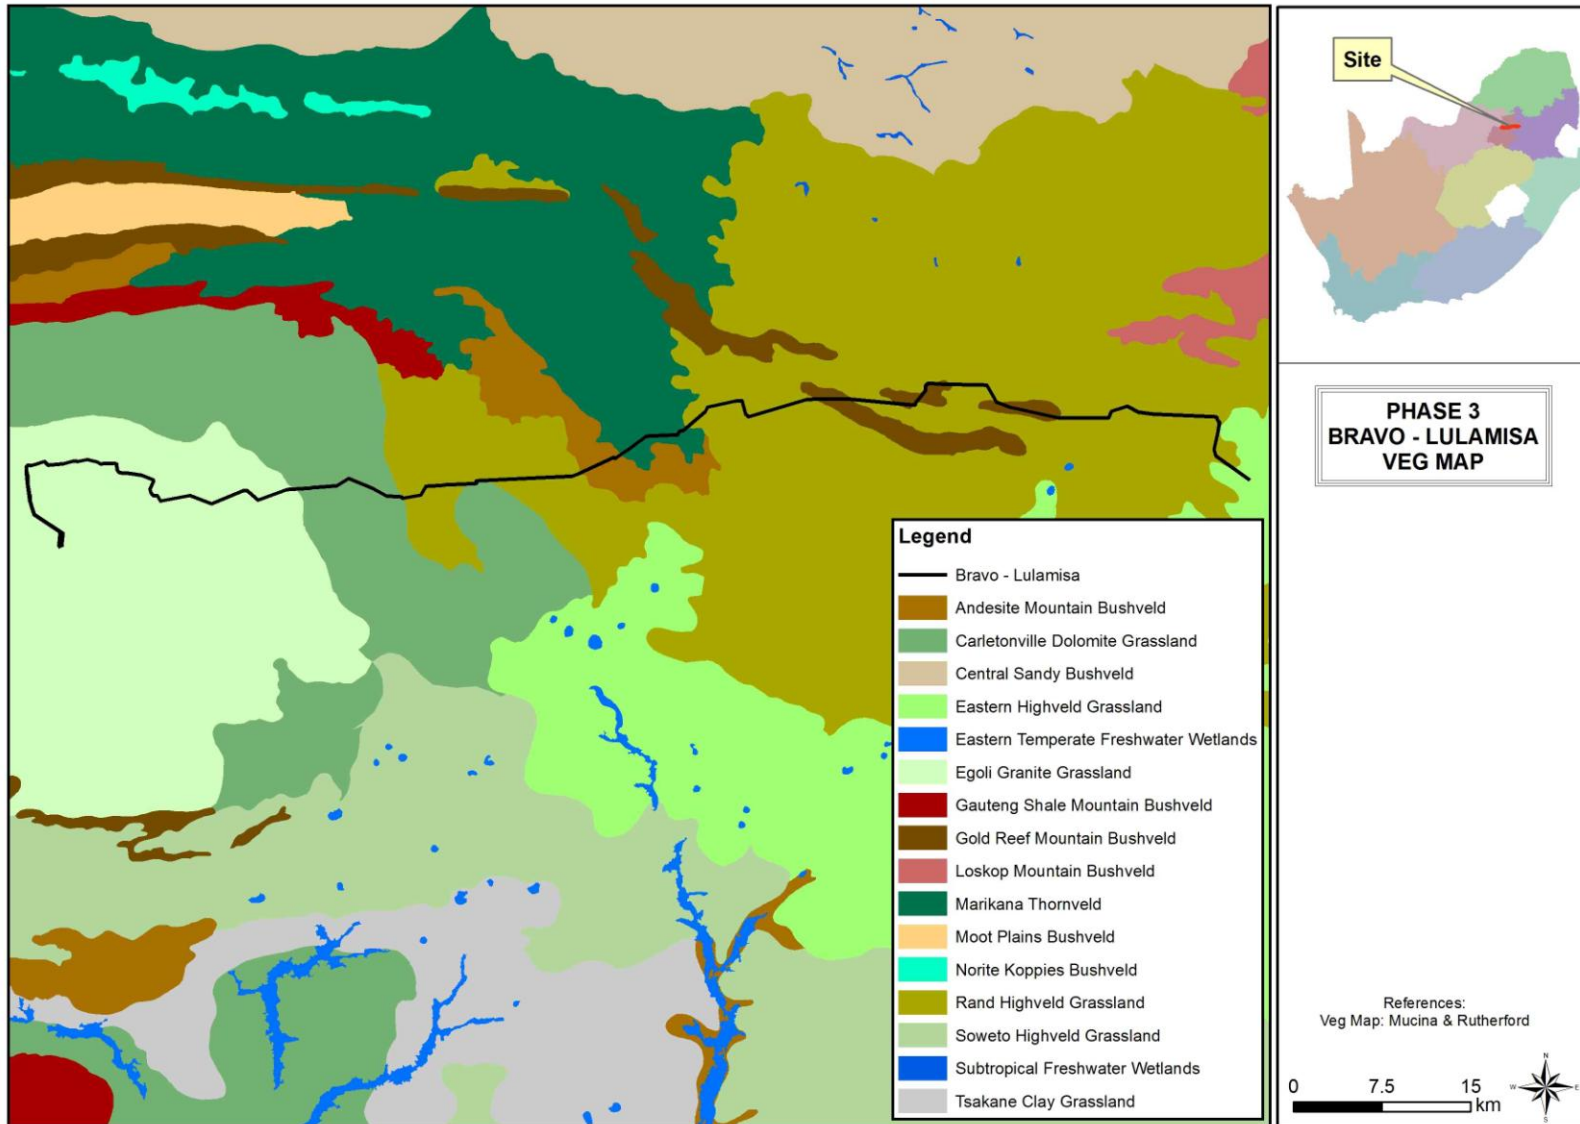 Site
PHASE 3
BRAVO - LULAMISA
VEG MAP
Legend
Bravo - Lulamisa
Andesite Mountain Bushveld
Carletonville Dolomite Grassland
Central Sandy Bushveld
Eastern Highveld Grassland
Eastern Temperate Freshwater Wetlands
Egoli Granite Grassland
Gauteng Shale Mountain Bushveld
Gold Reef Mountain Bushveld
Loskop Mountain Bushveld
Marikana Thornveld
Moot Plains Bushveld
Norite Koppies Bushveld
Rand Highveld Grassland
Soweto Highveld Grassland
Subtropical Freshwater Wetlands
Tsakane Clay Grassland
References:
Veg Map: Mucina & Rutherford
0 7.5 15
km
N
W E
S